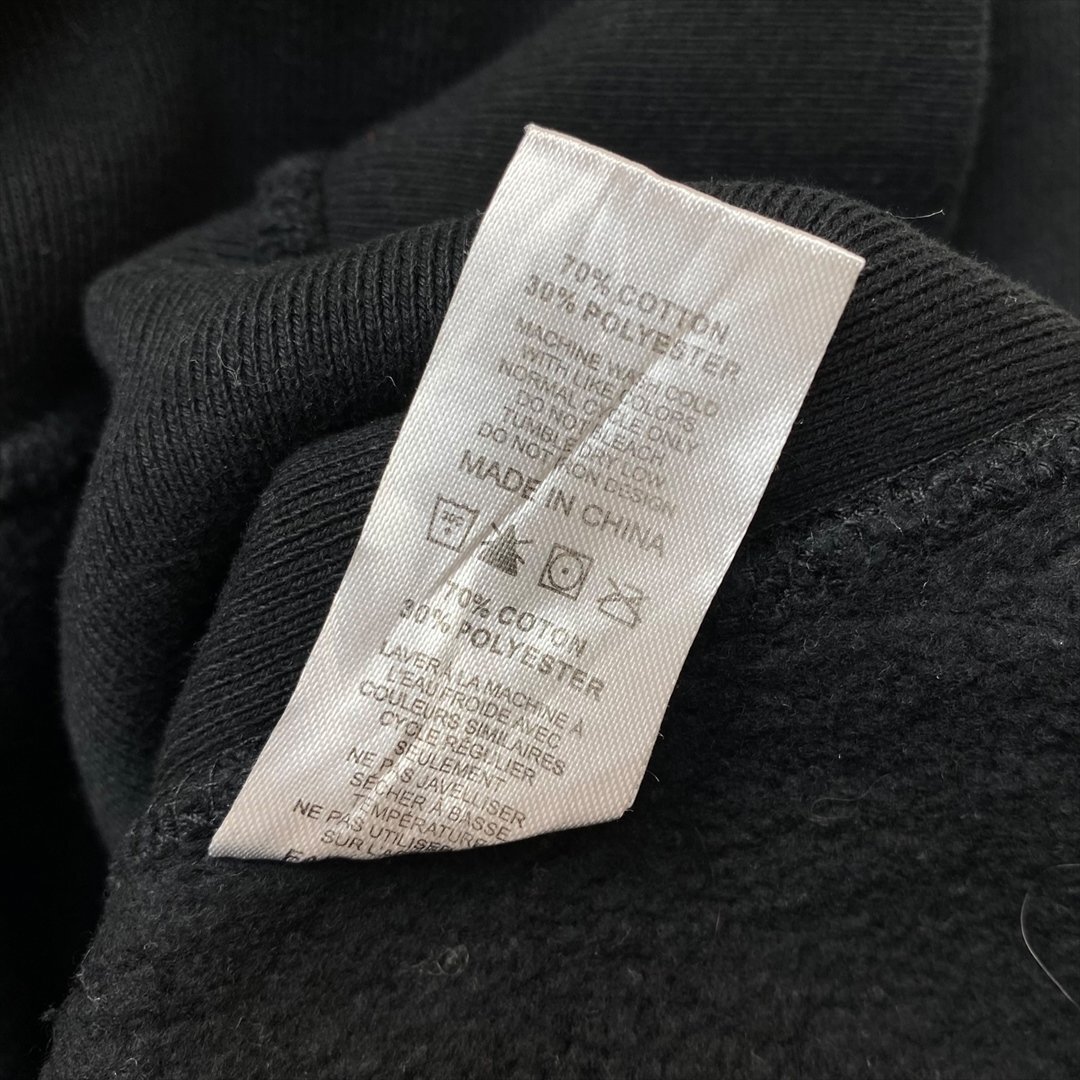 70% COTTON
30% POLYESTER
MACHINE WASH COLD
WITH LIKE COLORS
NORMAL CYCLE ONLY
DO NOT BLEACH
TUMBLE DRY LOW
DO NOT IRON DESIGN
MADE IN CHINA
70% COTON
30% POLYESTER
LAVER À LA MACHINE À
L'EAU FROIDE AVEC
COULEURS SIMILAIRES
CYCLE RÉGULIER
SEULEMENT
NE PAS JAVELLISER
SÉCHER À BASSE
TEMPÉRATURE
NE PAS UTILISER
SUR